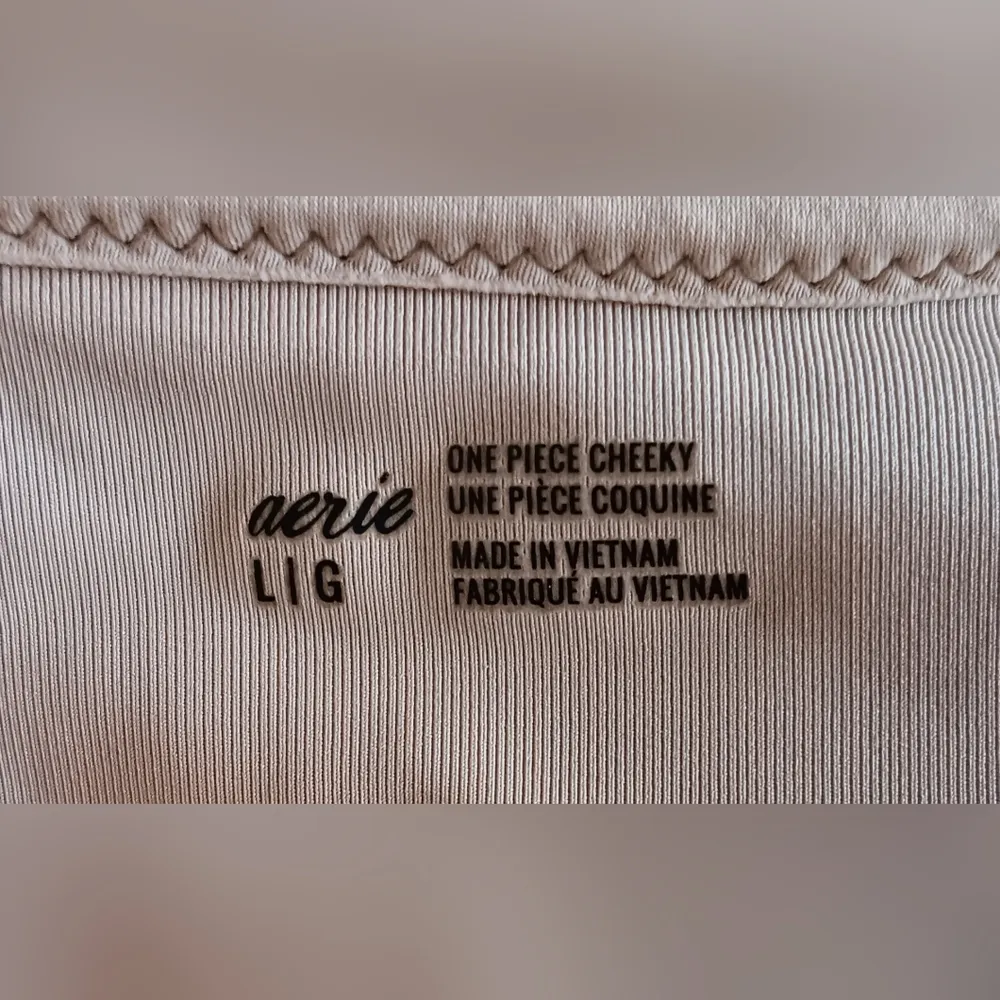 aerie
L|G
ONE PIECE CHEEKY
UNE PIÈCE COQUINE
MADE IN VIETNAM
FABRIQUÉ AU VIETNAM